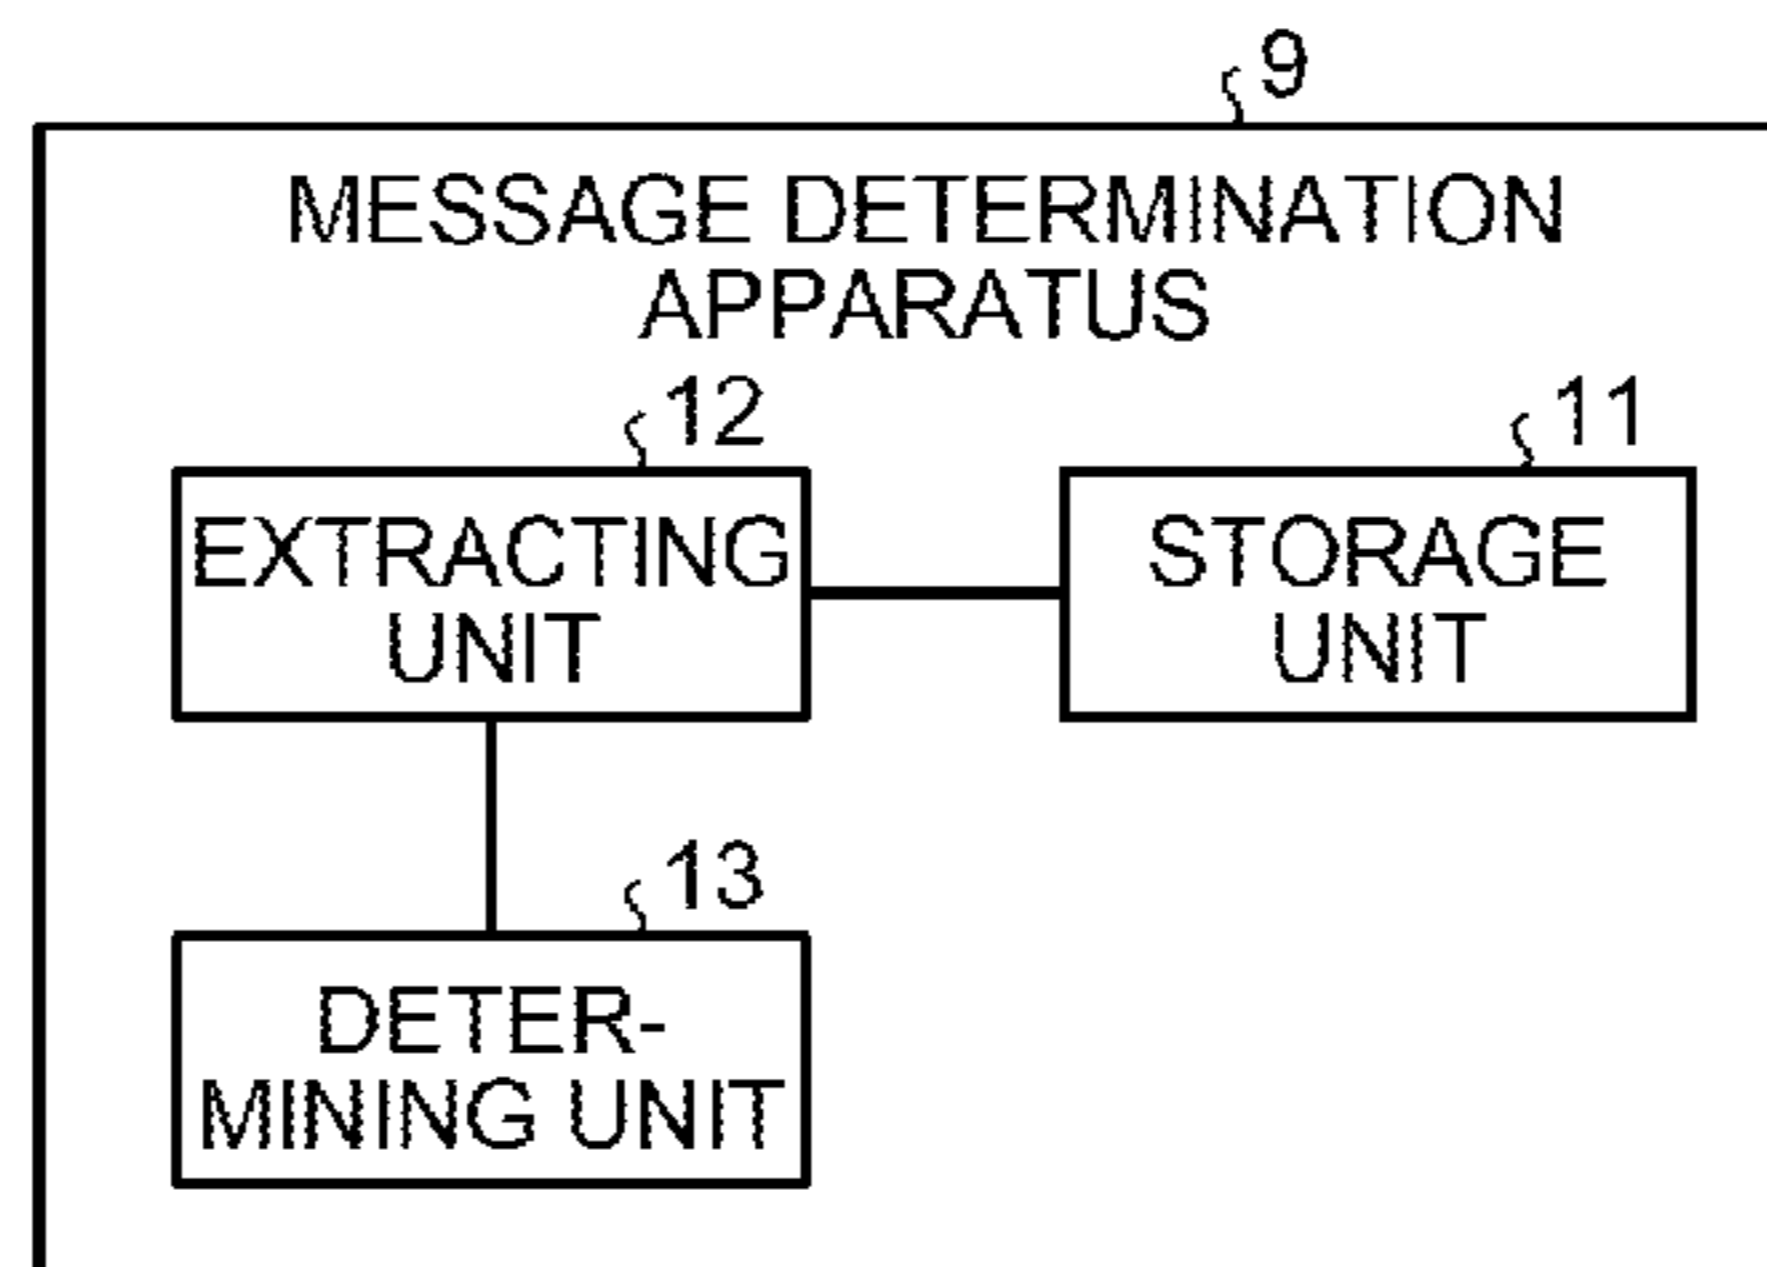 9
MESSAGE DETERMINATION
APPARATUS
12
11
EXTRACTING
UNIT
STORAGE
UNIT
13
DETER-
MINING UNIT